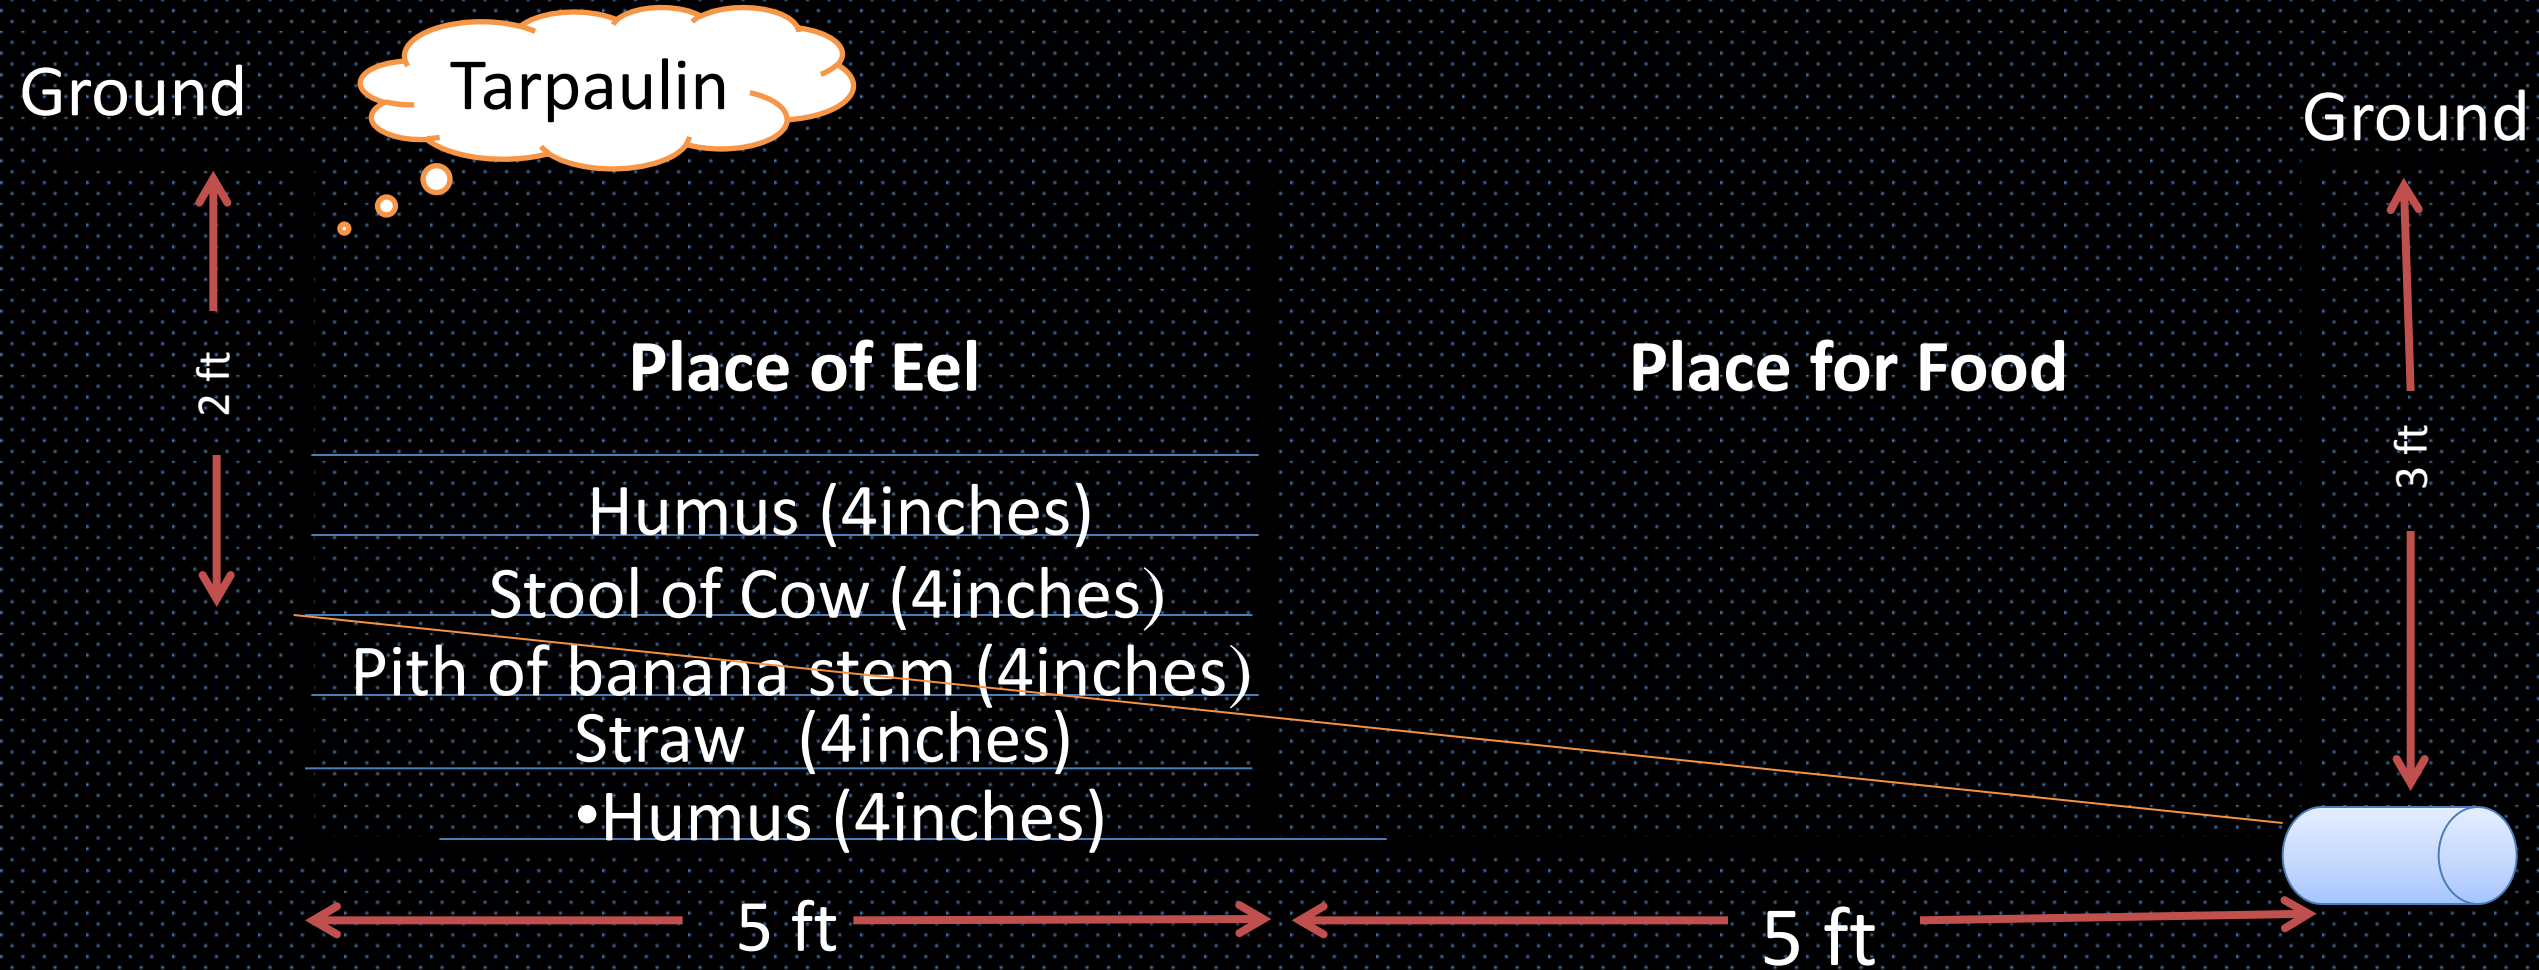 Tarpaulin
Ground
Ground
2 ft
Place of Eel
Place for Food
3 ft
Humus (4inches)
Stool of Cow (4inches)
Pith of banana stem (4inches)
Straw (4inches)
•Humus (4inches)
5 ft
5 ft